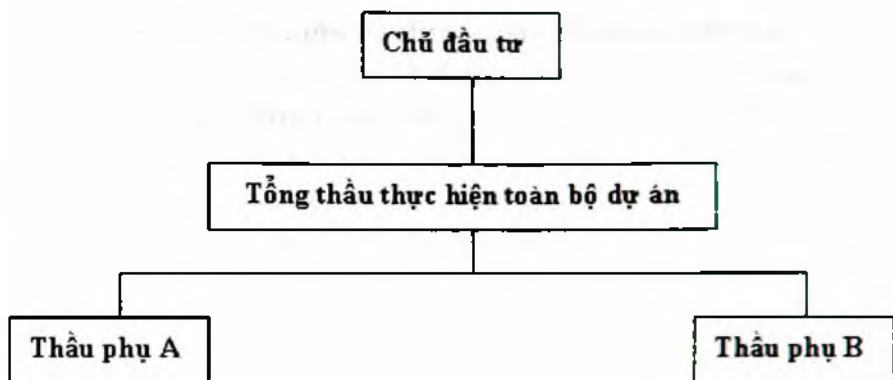 Chủ đầu tư
Tổng thầu thực hiện toàn bộ dự án
Thầu phụ A
Thầu phụ B